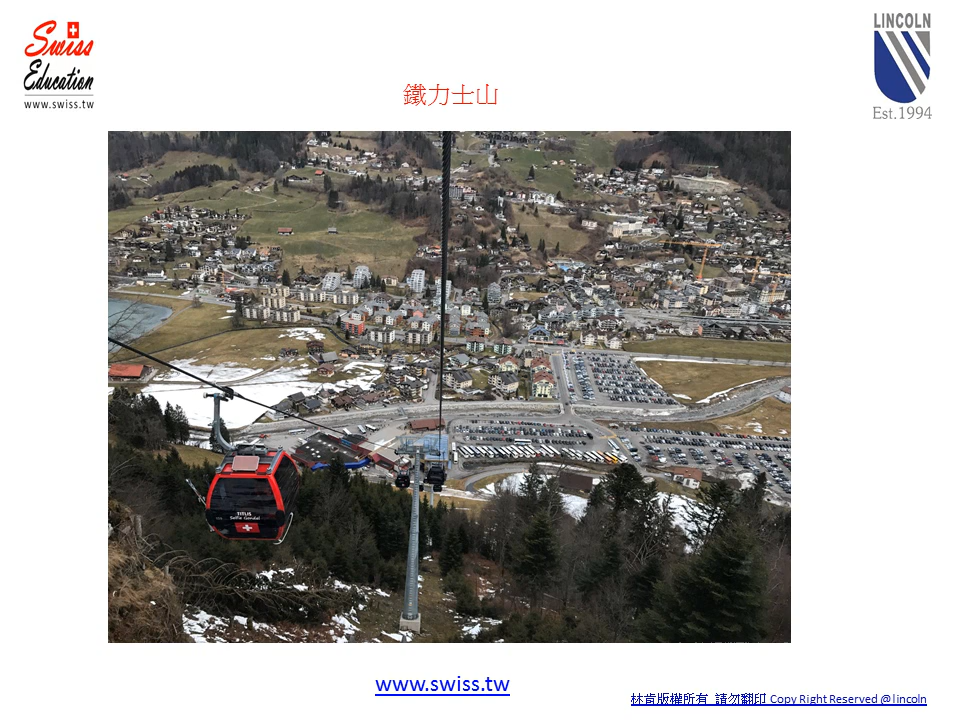 Swiss
Education
www.swiss.tw
LINCOLN
Est.1994
鐵力士山
TITLIS
www.swiss.tw
林肯版權所有 請勿翻印 Copy Right Reserved @lincoln